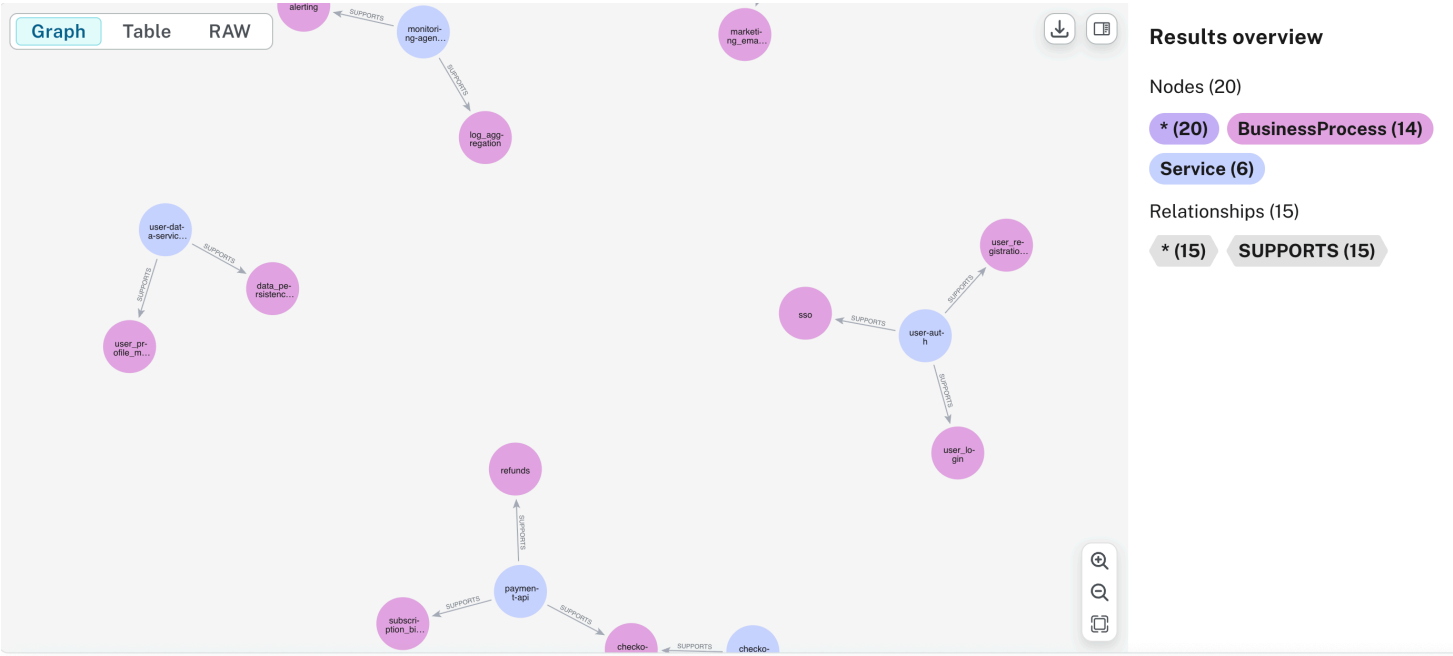 Graph
Table
RAW
alerting
SUPPORTS
monitori-
ng-agen...
SUPPORTS
log_agg-
regation
marketi-
ng_ema...
user-dat-
a-servic...
SUPPORTS
SUPPORTS
data_pe-
rsistenc...
user_pr-
ofile_m...
user_re-
gistratio...
SUPPORTS
sso
SUPPORTS
user-aut-
h
SUPPORTS
user_lo-
gin
refunds
SUPPORTS
paymen-
t-api
SUPPORTS
SUPPORTS
subscri-
ption_bi...
checko-
SUPPORTS
checko-
Results overview
Nodes (20)
* (20)
BusinessProcess (14)
Service (6)
Relationships (15)
* (15)
SUPPORTS (15)